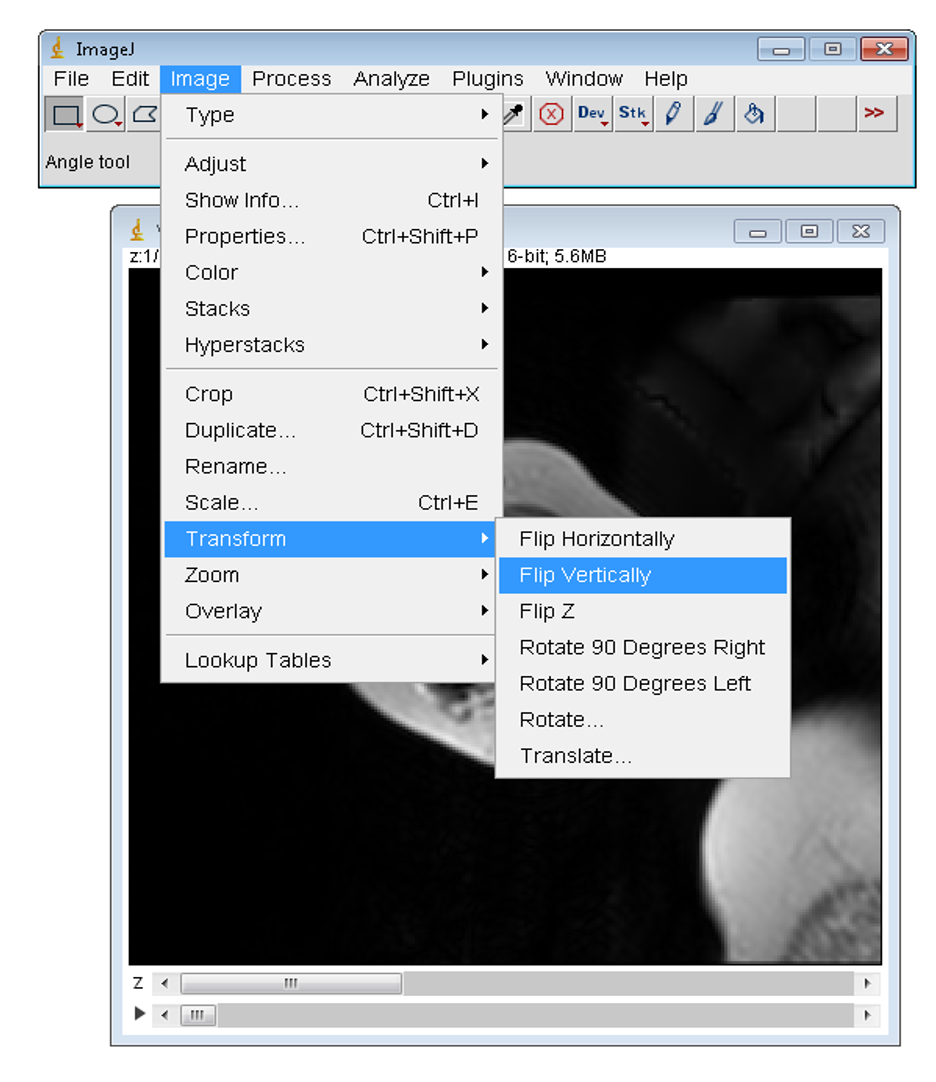 ImageJ
File Edit Image Process Analyze Plugins Window Help
Dev Stk >>
Angle tool
Type
Adjust
Show Info... Ctrl+I
Properties... Ctrl+Shift+P
Color
Stacks
Hyperstacks
Crop Ctrl+Shift+X
Duplicate... Ctrl+Shift+D
Rename...
Scale... Ctrl+E
Transform
Zoom
Overlay
Lookup Tables
Flip Horizontally
Flip Vertically
Flip Z
Rotate 90 Degrees Right
Rotate 90 Degrees Left
Rotate...
Translate...
z:1/ 6-bit; 5.6MB
Z